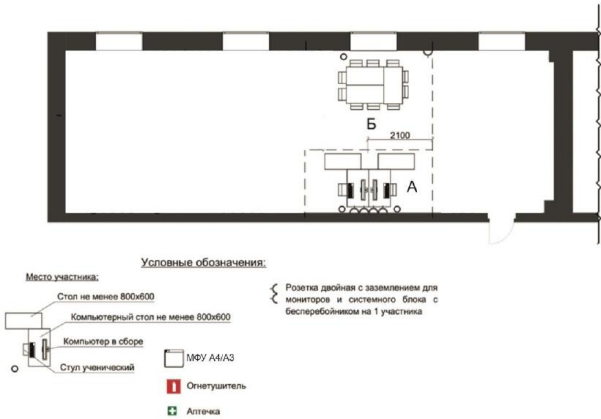 Б
2100
А
Условные обозначения:
Место участника:
Стол не менее 800х600
Компьютерный стол не менее 800х600
Компьютер в сборе
Стул ученический
Розетка двойная с заземлением для
мониторов и системного блока с
бесперебойником на 1 участника
МФУ А4/А3
Огнетушитель
Аптечка